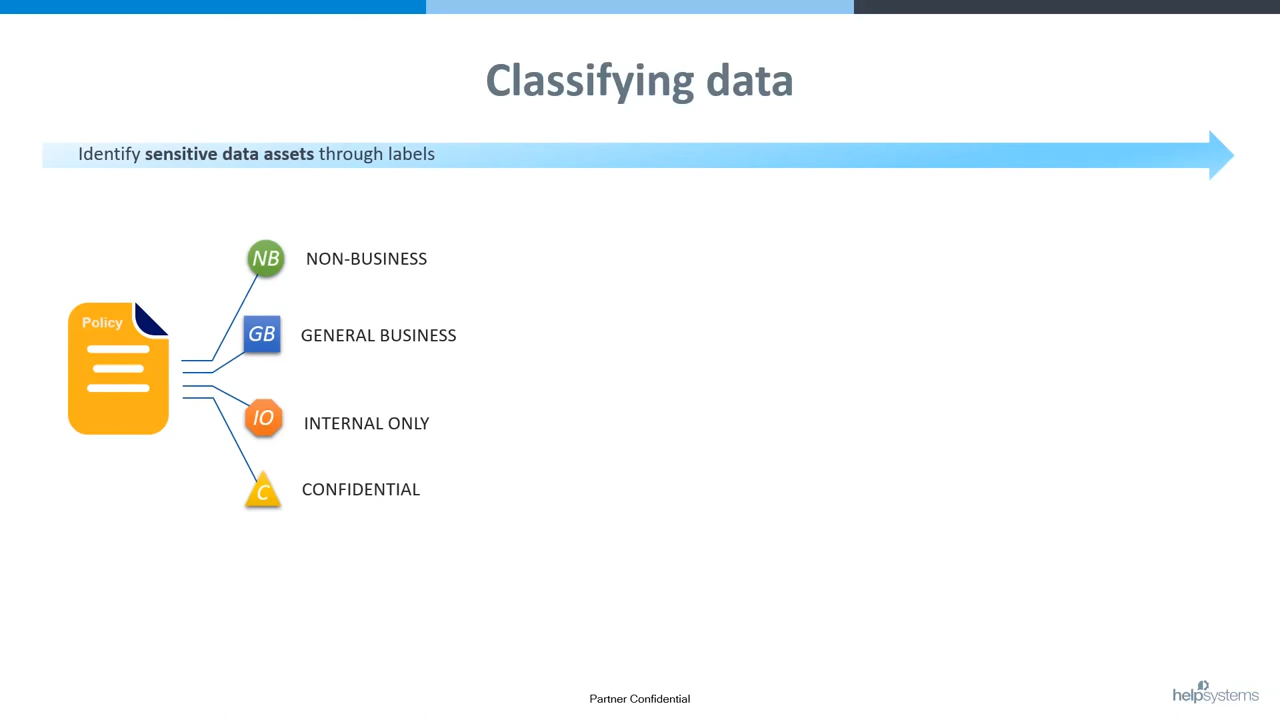 Classifying data
Identify sensitive data assets through labels
NB NON-BUSINESS
Policy
GB GENERAL BUSINESS
IO INTERNAL ONLY
C CONFIDENTIAL
Partner Confidential
helpsystems